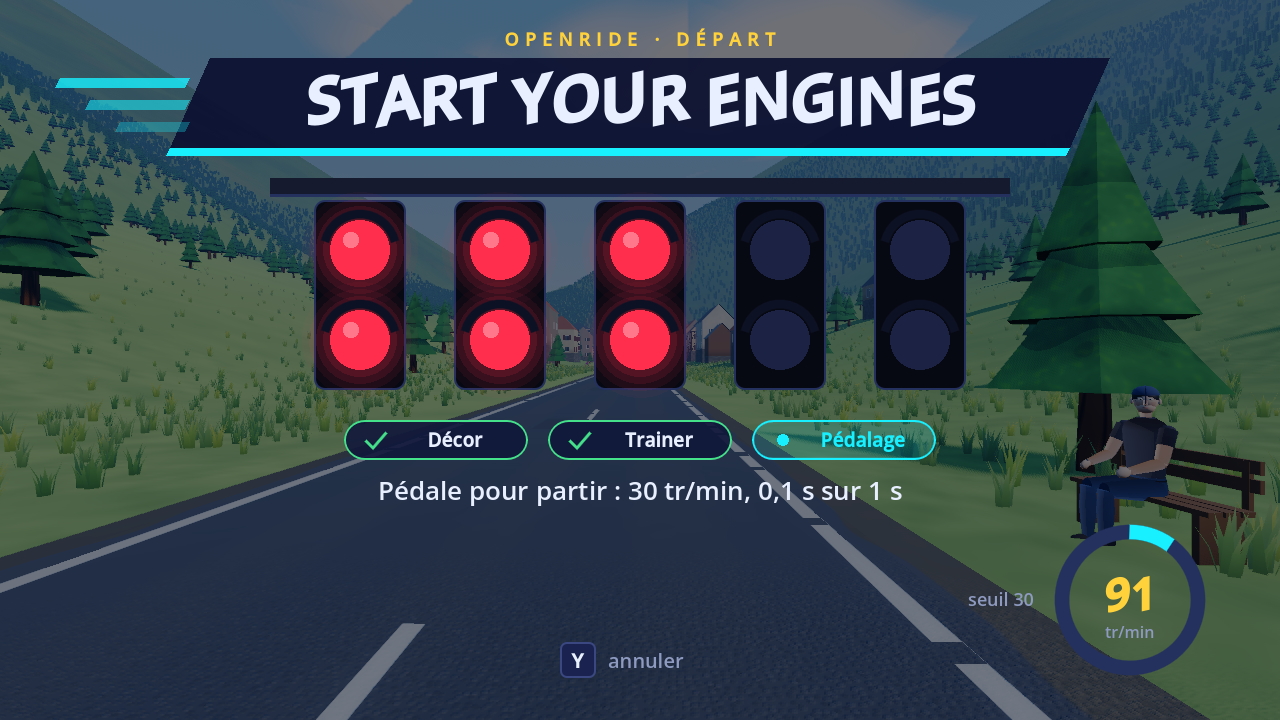 OPENRIDE · DÉPART
START YOUR ENGINES
Décor
Trainer
Pédalage
Pédale pour partir : 30 tr/min, 0,1 s sur 1 s
seuil 30
91
tr/min
Y annuler